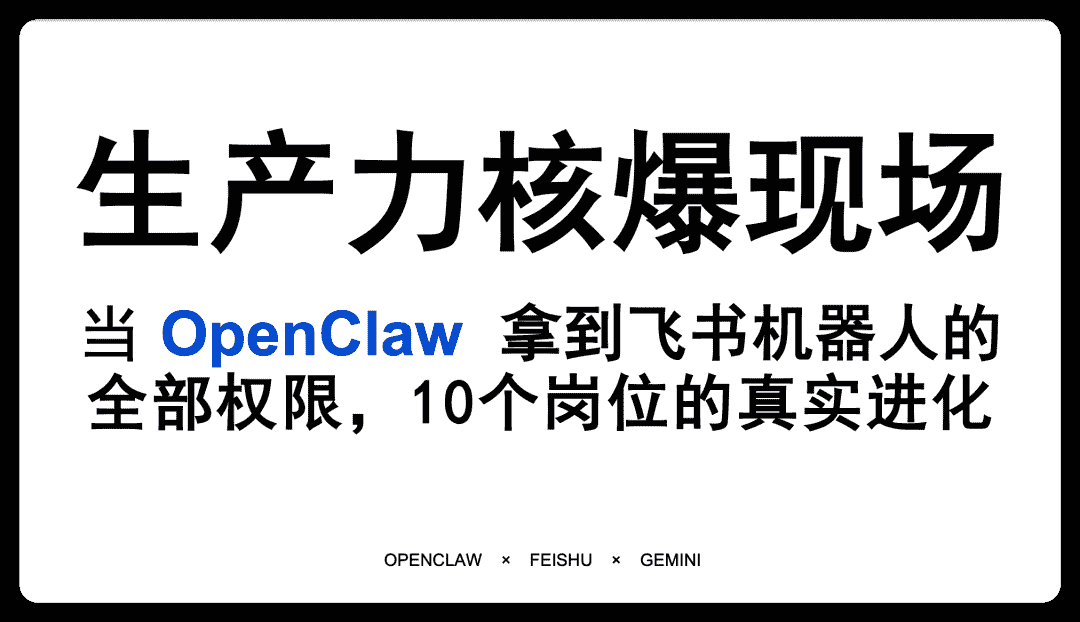 生产力核爆现场
当 OpenClaw 拿到飞书机器人的
全部权限，10个岗位的真实进化
OPENCLAW × FEISHU × GEMINI